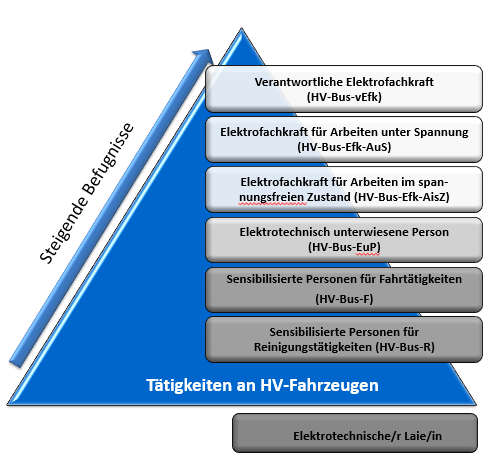 Steigende Befugnisse
Verantwortliche Elektrofachkraft
(HV-Bus-vEfk)
Elektrofachkraft für Arbeiten unter Spannung
(HV-Bus-Efk-AuS)
Elektrofachkraft für Arbeiten im span-
nungsfreien Zustand (HV-Bus-Efk-AisZ)
Elektrotechnisch unterwiesene Person
(HV-Bus-EuP)
Sensibilisierte Personen für Fahrtätigkeiten
(HV-Bus-F)
Sensibilisierte Personen für
Reinigungstätigkeiten (HV-Bus-R)
Tätigkeiten an HV-Fahrzeugen
Elektrotechnische/r Laie/in